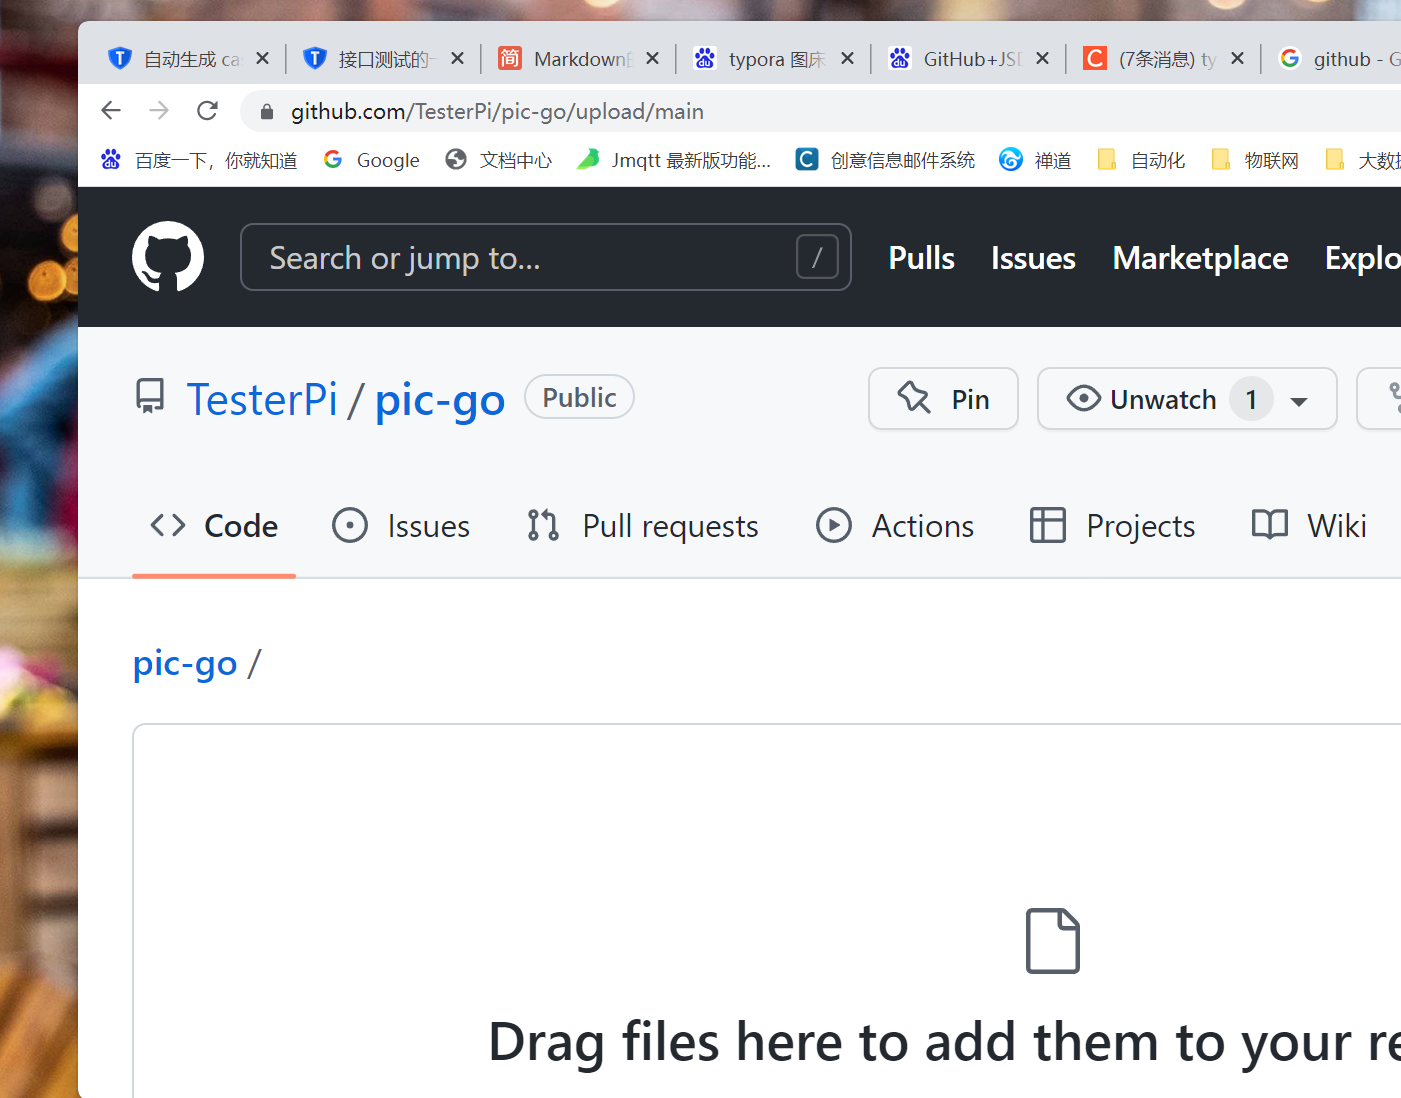 自动生成 ca
接口测试的一
Markdown
typora 图床
GitHub+JSD
(7条消息) ty
github - G
github.com/TesterPi/pic-go/upload/main
百度一下，你就知道
Google
文档中心
Jmqtt 最新版功能...
创意信息邮件系统
禅道
自动化
物联网
大数据
Search or jump to...
/
Pulls
Issues
Marketplace
Explo
TesterPi / pic-go
Public
Pin
Unwatch 1
Code
Issues
Pull requests
Actions
Projects
Wiki
pic-go /
Drag files here to add them to your re